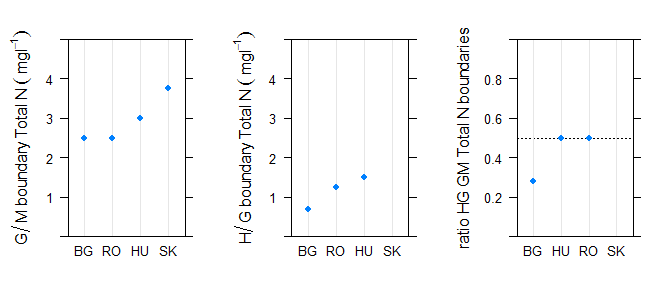 G/M boundary Total N ( mgl⁻¹)
4
3
2
1
BG RO HU SK
H/G boundary Total N ( mgl⁻¹)
4
3
2
1
BG RO HU SK
ratio HG GM Total N boundaries
0.8
0.6
0.4
0.2
BG HU RO SK